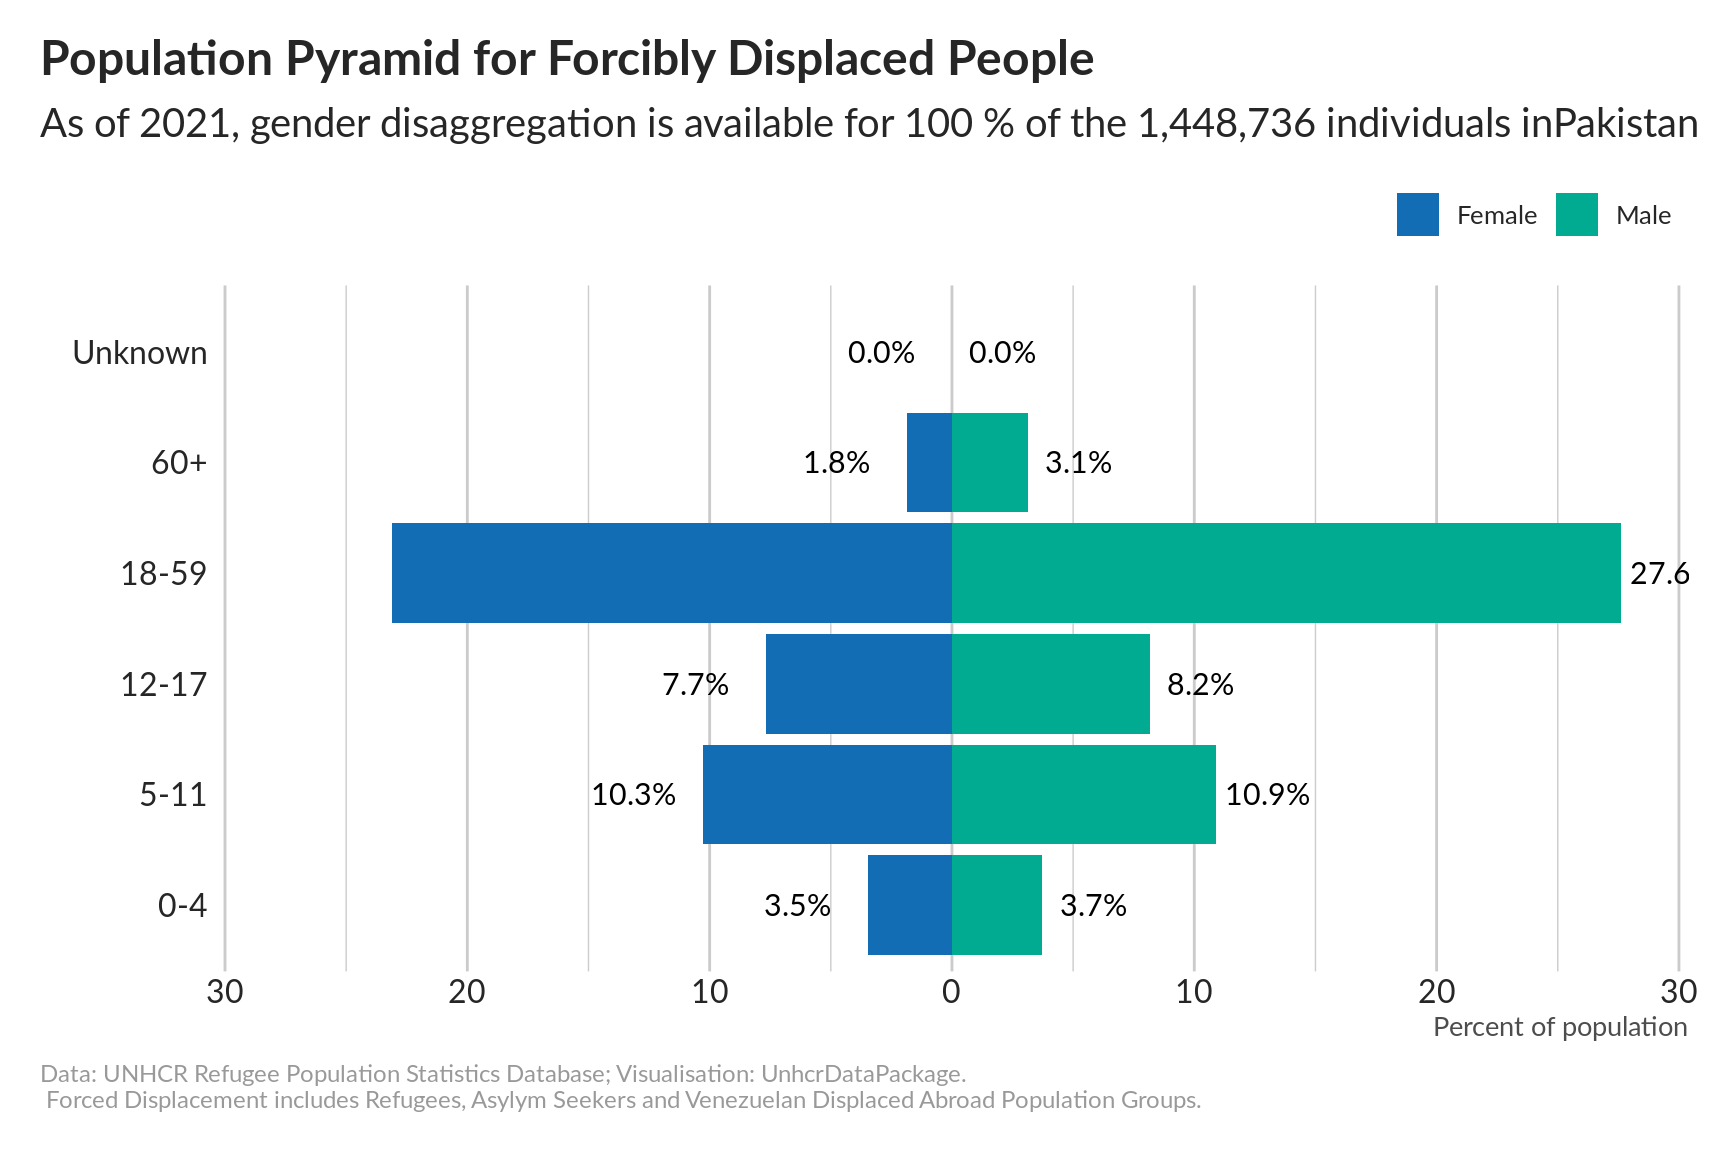 Population Pyramid for Forcibly Displaced People
As of 2021, gender disaggregation is available for 100 % of the 1,448,736 individuals inPakistan
Female Male
Unknown 0.0% 0.0%
60+ 1.8% 3.1%
18-59 27.6
12-17 7.7% 8.2%
5-11 10.3% 10.9%
0-4 3.5% 3.7%
30 20 10 0 10 20 30
Percent of population
Data: UNHCR Refugee Population Statistics Database; Visualisation: UnhcrDataPackage.
Forced Displacement includes Refugees, Asylym Seekers and Venezuelan Displaced Abroad Population Groups.